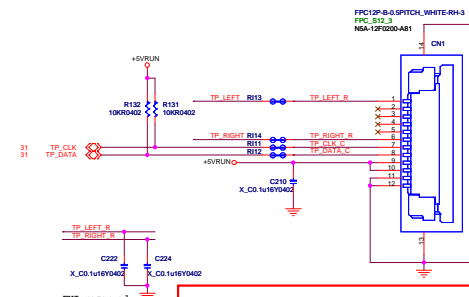 FPC12P-B-0.5PITCH_WHITE-RH-3
FPC_S12_3
N5A-12F0200-A81
CN1
14
+5VRUN
R132
10KR0402
R131
10KR0402
TP_LEFT RI13 TP_LEFT_R 1
2
3
4
5
TP_RIGHT RI14 TP_RIGHT_R 6
31 TP_CLK RI11 TP_CLK_C 7
31 TP_DATA RI12 TP_DATA_C 8
+5VRUN 9
10
11
12
C210
X_C0.1u16Y0402
TP_LEFT_R
TP_RIGHT_R
13
C222
X_C0.1u16Y0402
C224
X_C0.1u16Y0402